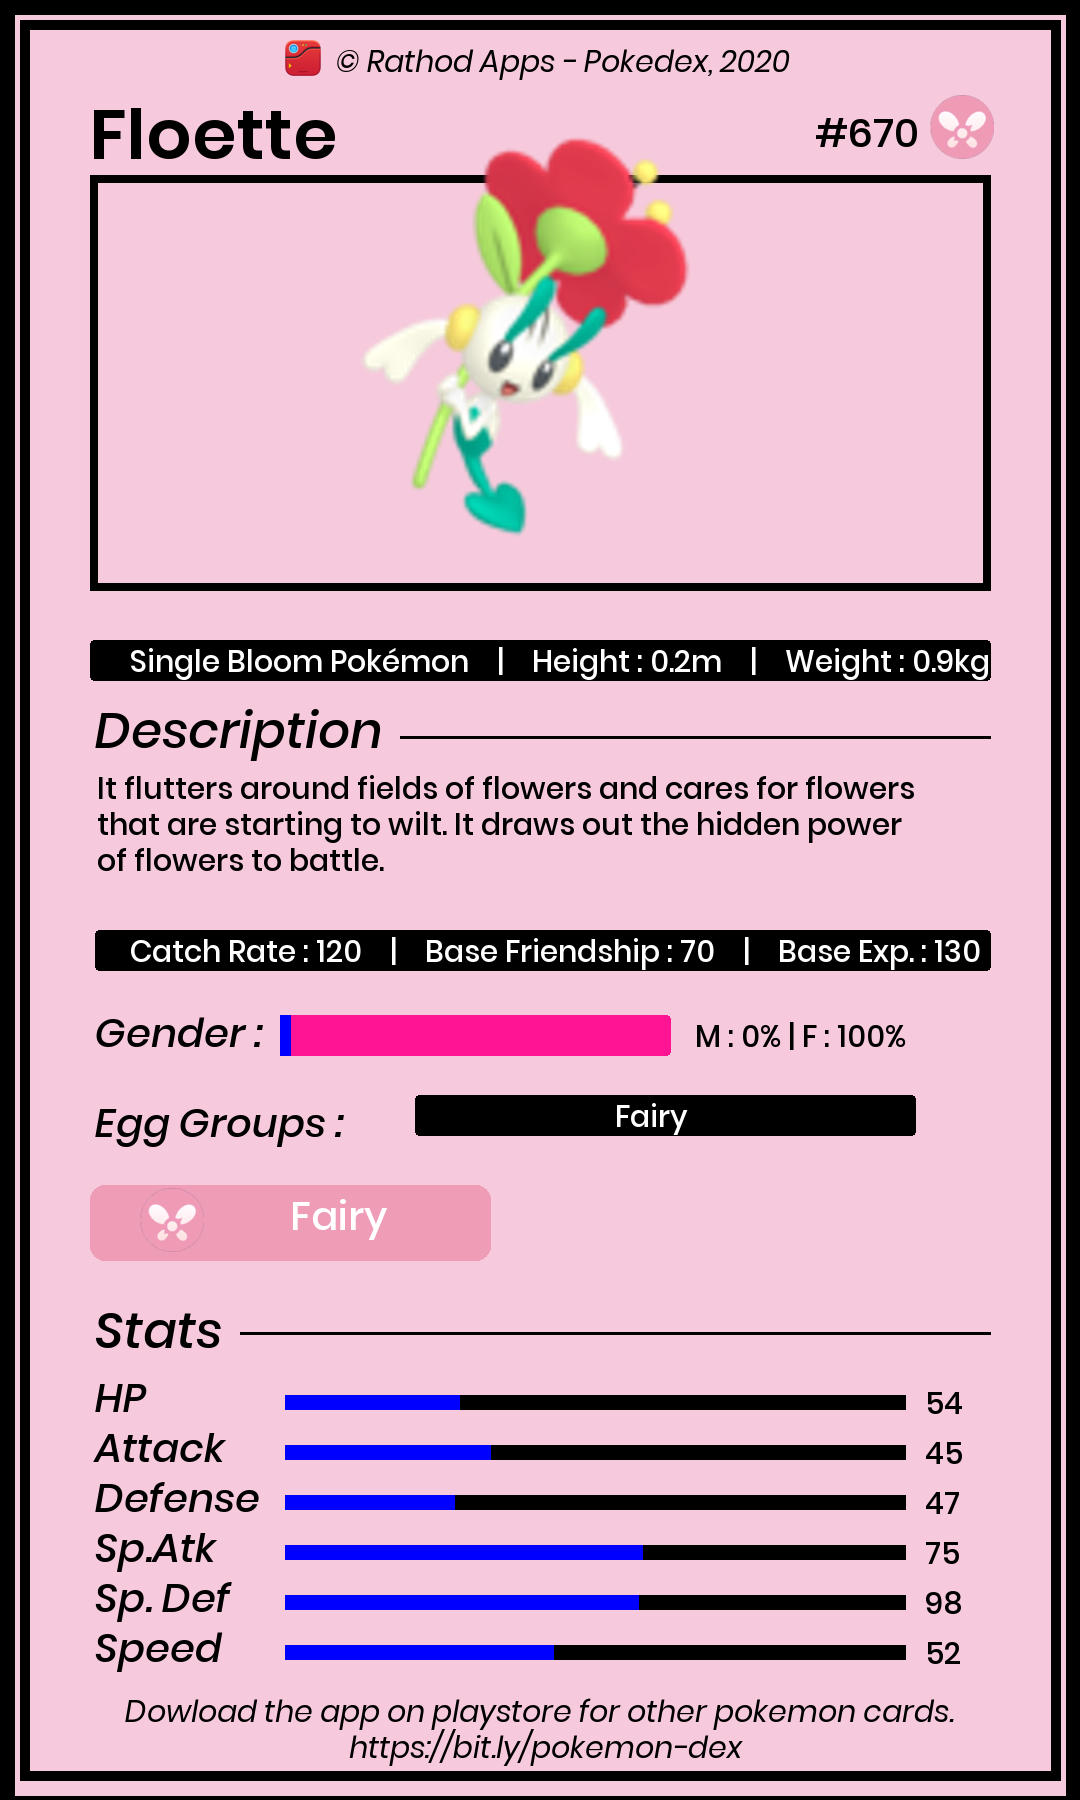 © Rathod Apps - Pokedex, 2020
Floette
#670
Single Bloom Pokémon | Height : 0.2m | Weight : 0.9kg
Description
It flutters around fields of flowers and cares for flowers
that are starting to wilt. It draws out the hidden power
of flowers to battle.
Catch Rate : 120 | Base Friendship : 70 | Base Exp. : 130
Gender : M : 0% | F : 100%
Egg Groups : Fairy
Fairy
Stats
HP 54
Attack 45
Defense 47
Sp.Atk 75
Sp. Def 98
Speed 52
Dowload the app on playstore for other pokemon cards.
https://bit.ly/pokemon-dex